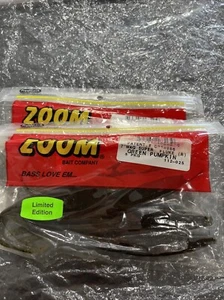 ZOOM
ZOOM
BAIT COMPANY
GREEN PUMPKIN
BASS LOVE EM...
Limited
Edition